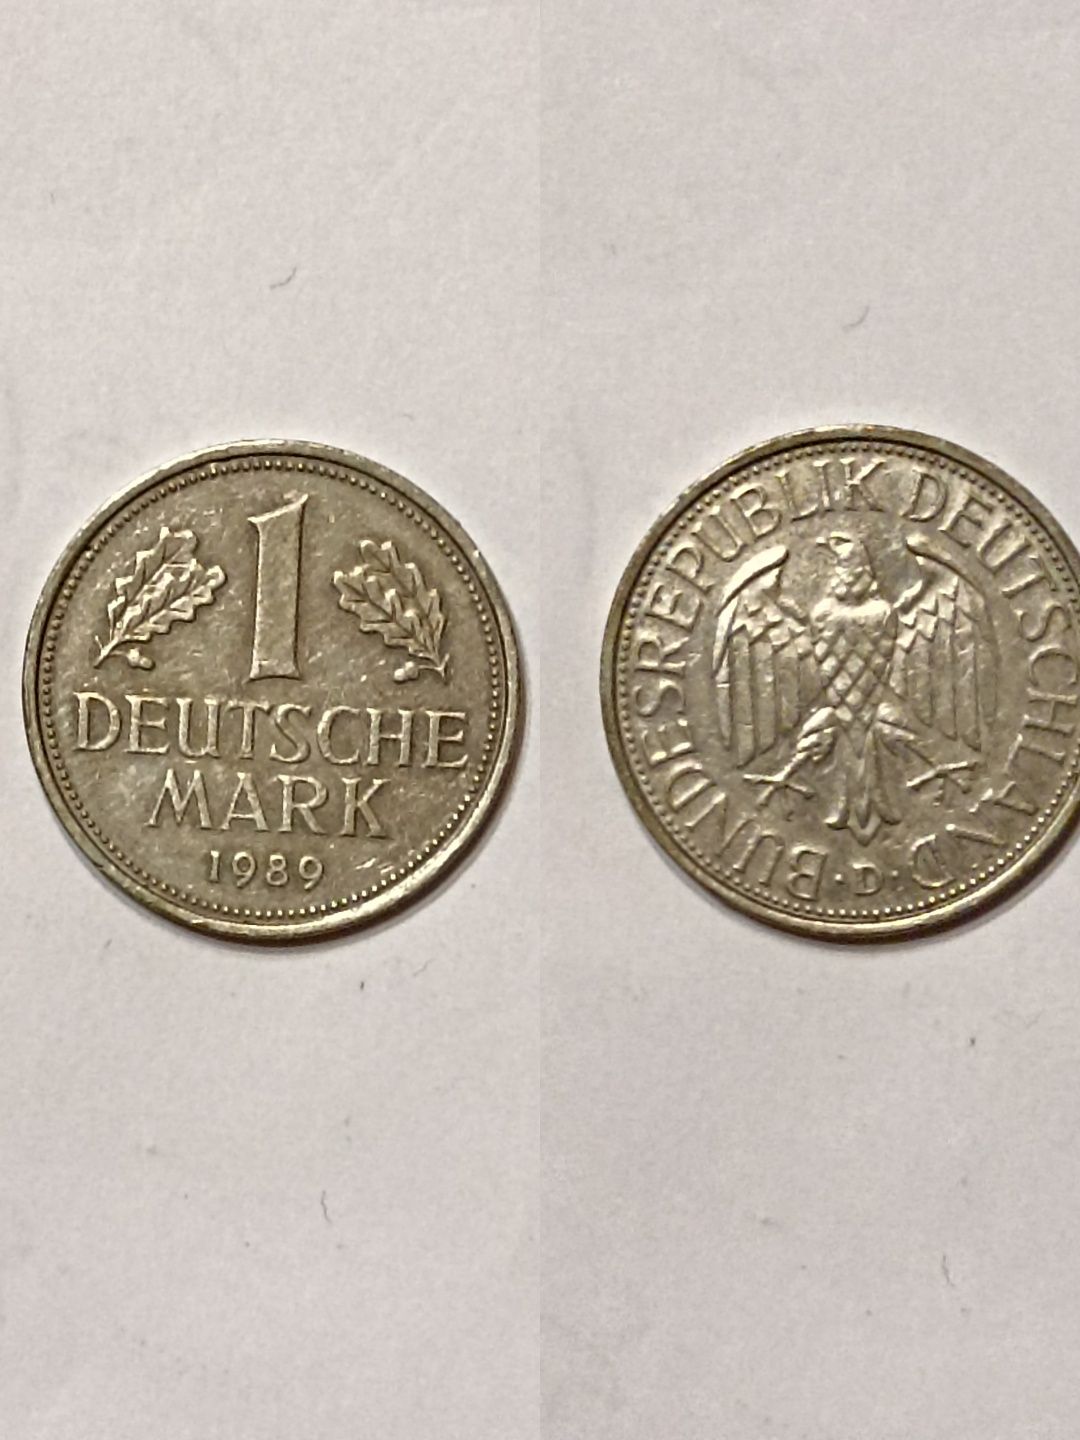 1
DEUTSCHE
MARK
1989
BUNDESREPUBLIK DEUTSCHLAND
· D ·